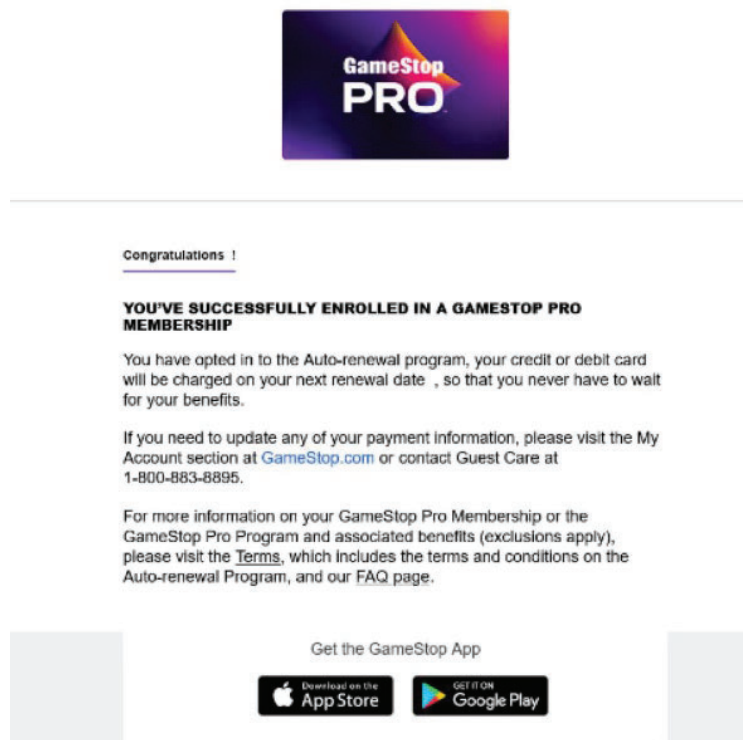 GameStop
PRO
Congratulations !
YOU'VE SUCCESSFULLY ENROLLED IN A GAMESTOP PRO
MEMBERSHIP
You have opted in to the Auto-renewal program, your credit or debit card
will be charged on your next renewal date , so that you never have to wait
for your benefits.
If you need to update any of your payment information, please visit the My
Account section at GameStop.com or contact Guest Care at
1-800-883-8895.
For more information on your GameStop Pro Membership or the
GameStop Pro Program and associated benefits (exclusions apply),
please visit the Terms, which includes the terms and conditions on the
Auto-renewal Program, and our FAQ page.
Get the GameStop App
Download on the
App Store
GET IT ON
Google Play